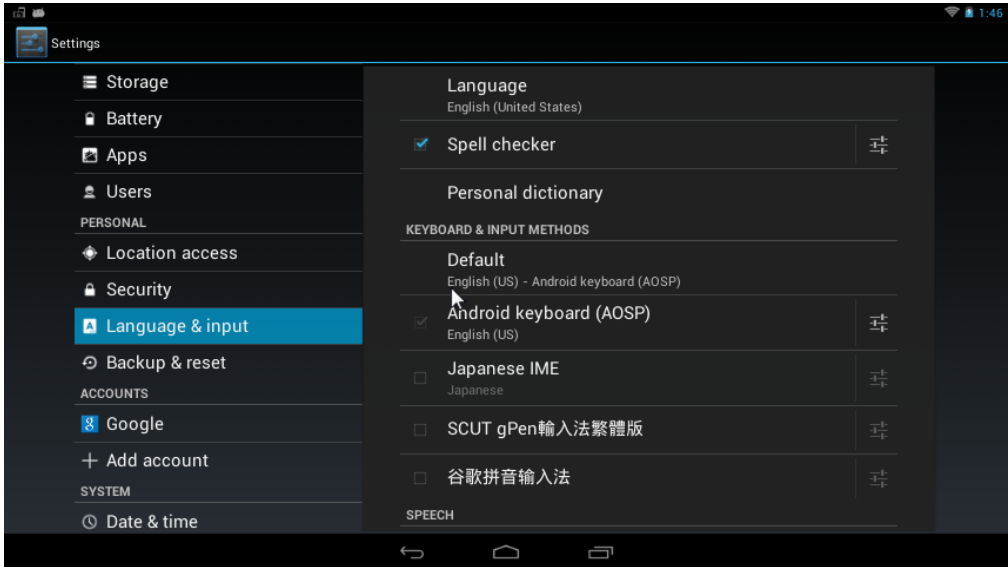 1:46
Settings
Storage
Battery
Apps
Users
PERSONAL
Location access
Security
Language & input
Backup & reset
ACCOUNTS
Google
Add account
SYSTEM
Date & time
Language
English (United States)
Spell checker
Personal dictionary
KEYBOARD & INPUT METHODS
Default
English (US) - Android keyboard (AOSP)
Android keyboard (AOSP)
English (US)
Japanese IME
Japanese
SCUT gPen輸入法繁體版
谷歌拼音输入法
SPEECH